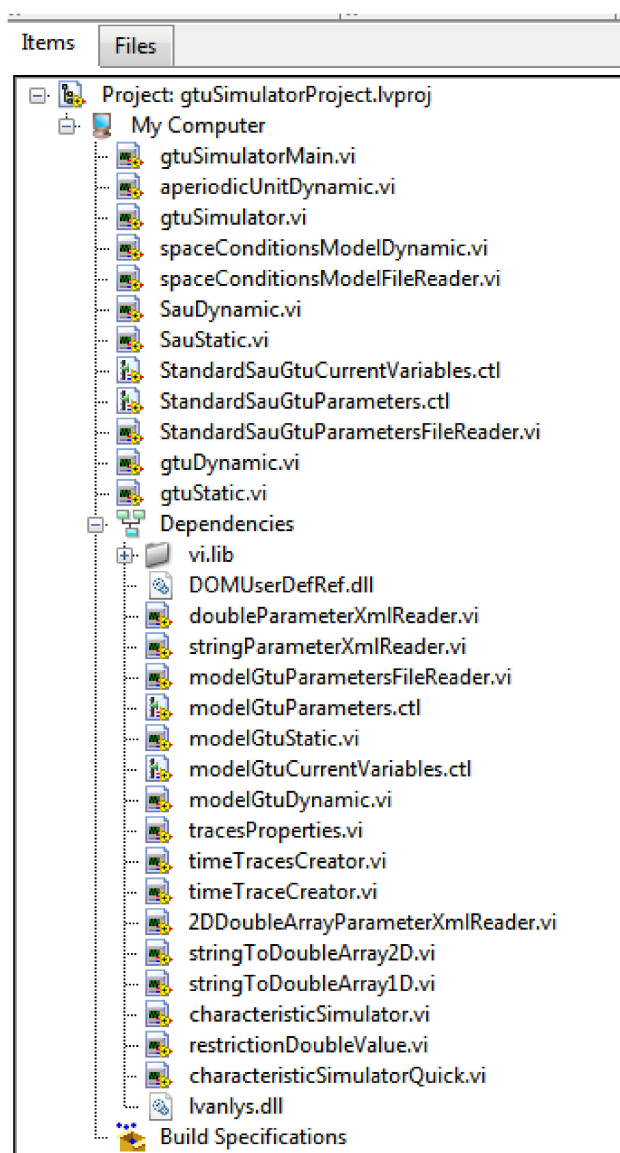 Items Files
Project: gtuSimulatorProject.lvproj
My Computer
gtuSimulatorMain.vi
aperiodicUnitDynamic.vi
gtuSimulator.vi
spaceConditionsModelDynamic.vi
spaceConditionsModelFileReader.vi
SauDynamic.vi
SauStatic.vi
StandardSauGtuCurrentVariables.ctl
StandardSauGtuParameters.ctl
StandardSauGtuParametersFileReader.vi
gtuDynamic.vi
gtuStatic.vi
Dependencies
vi.lib
DOMUserDefRef.dll
doubleParameterXmlReader.vi
stringParameterXmlReader.vi
modelGtuParametersFileReader.vi
modelGtuParameters.ctl
modelGtuStatic.vi
modelGtuCurrentVariables.ctl
modelGtuDynamic.vi
tracesProperties.vi
timeTracesCreator.vi
timeTraceCreator.vi
2DDoubleArrayParameterXmlReader.vi
stringToDoubleArray2D.vi
stringToDoubleArray1D.vi
characteristicSimulator.vi
restrictionDoubleValue.vi
characteristicSimulatorQuick.vi
lvanlys.dll
Build Specifications